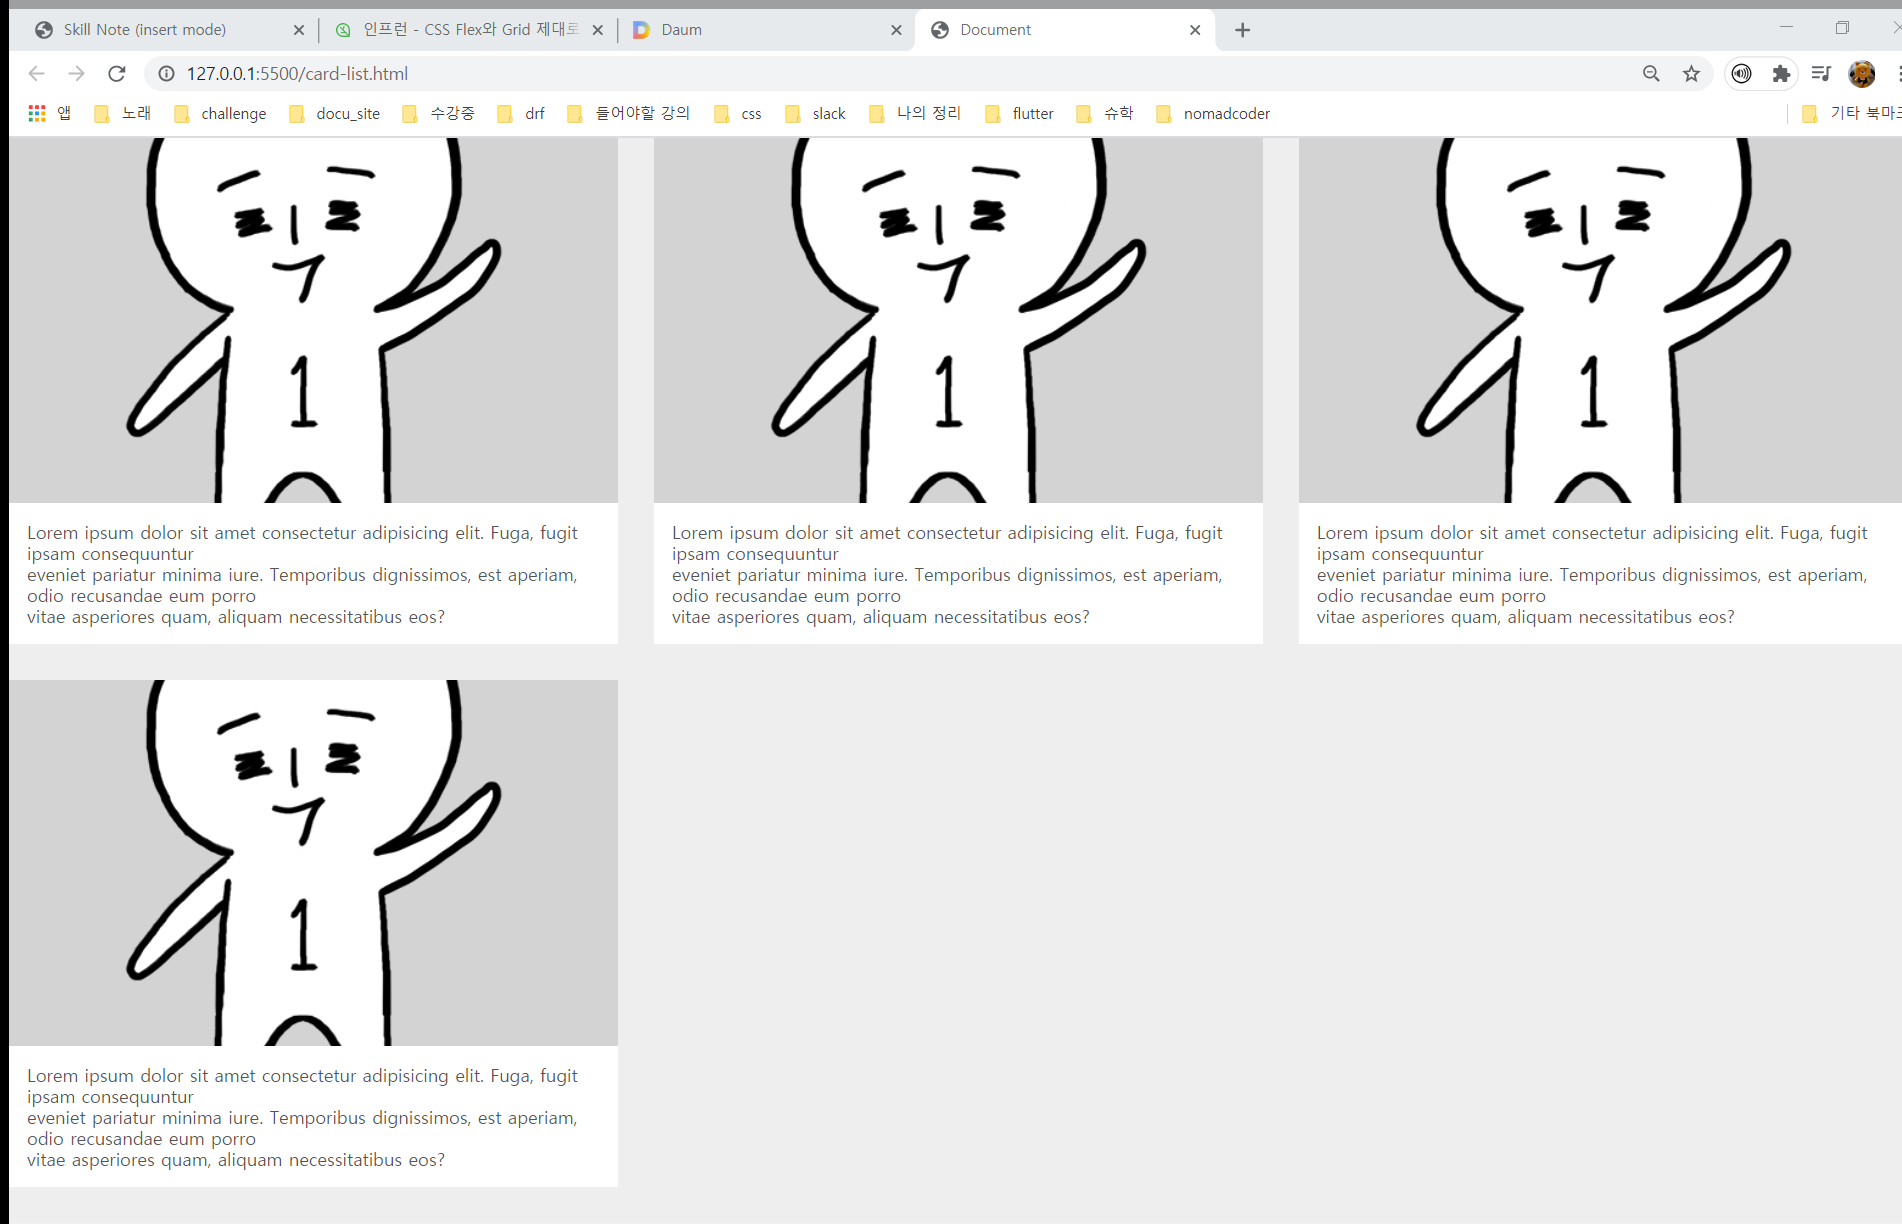 Skill Note (insert mode)
인프런 - CSS Flex와 Grid 제대로
Daum
Document
127.0.0.1:5500/card-list.html
앱
노래
challenge
docu_site
수강중
drf
들어야할 강의
css
slack
나의 정리
flutter
슈학
nomadcoder
기타 북마크
1
1
1
Lorem ipsum dolor sit amet consectetur adipisicing elit. Fuga, fugit
ipsam consequuntur
eveniet pariatur minima iure. Temporibus dignissimos, est aperiam,
odio recusandae eum porro
vitae asperiores quam, aliquam necessitatibus eos?
Lorem ipsum dolor sit amet consectetur adipisicing elit. Fuga, fugit
ipsam consequuntur
eveniet pariatur minima iure. Temporibus dignissimos, est aperiam,
odio recusandae eum porro
vitae asperiores quam, aliquam necessitatibus eos?
Lorem ipsum dolor sit amet consectetur adipisicing elit. Fuga, fugit
ipsam consequuntur
eveniet pariatur minima iure. Temporibus dignissimos, est aperiam,
odio recusandae eum porro
vitae asperiores quam, aliquam necessitatibus eos?
1
Lorem ipsum dolor sit amet consectetur adipisicing elit. Fuga, fugit
ipsam consequuntur
eveniet pariatur minima iure. Temporibus dignissimos, est aperiam,
odio recusandae eum porro
vitae asperiores quam, aliquam necessitatibus eos?